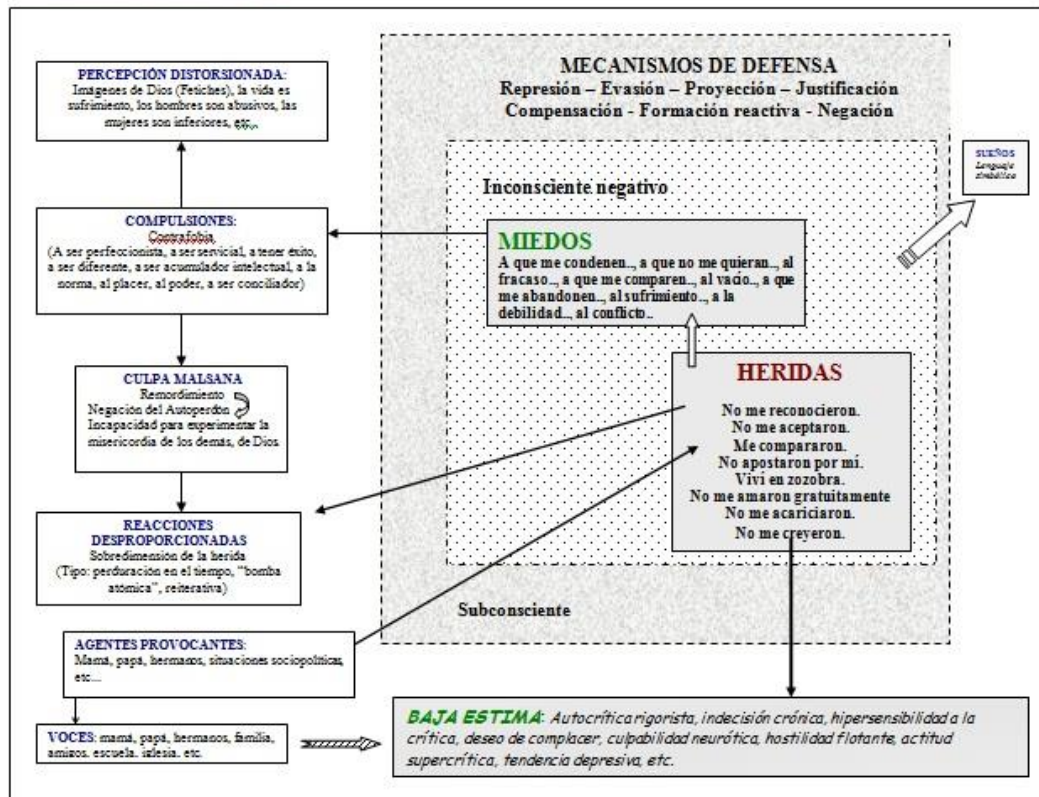 PERCEPCIÓN DISTORSIONADA:
Imágenes de Dios (Fetiches), la vida es
sufrimiento, los hombres son abusivos, las
mujeres son inferiores, etc.
COMPULSIONES:
Contrafobia
(A ser perfeccionista, a ser servicial, a tener éxito,
a ser diferente, a ser acumulador intelectual, a la
norma, al placer, al poder, a ser conciliador)
CULPA MALSANA
Remordimiento
Negación del Autoperdón
Incapacidad para experimentar la
misericordia de los demás, de Dios.
REACCIONES
DESPROPORCIONADAS
Sobredimensión de la herida
(Tipo: perduración en el tiempo, “bomba
atómica”, reiterativa)
AGENTES PROVOCANTES:
Mamá, papá, hermanos, situaciones sociopolíticas,
etc...
VOCES: mamá, papá, hermanos, familia,
amigos, escuela, iglesia, etc.
MECANISMOS DE DEFENSA
Represión – Evasión – Proyección – Justificación
Compensación - Formación reactiva - Negación
Inconsciente negativo
MIEDOS
A que me condenen.., a que no me quieran.., al
fracaso.., a que me comparen.., al vacío.., a que
me abandonen.., al sufrimiento.., a la
debilidad.., al conflicto..
HERIDAS
No me reconocieron.
No me aceptaron.
Me compararon.
No apostaron por mí.
Viví en zozobra.
No me amaron gratuitamente
No me acariciaron.
No me creyeron.
Subconsciente
SUEÑOS
Lenguaje
simbólico
BAJA ESTIMA: Autocrítica rigorista, indecisión crónica, hipersensibilidad a la
crítica, deseo de complacer, culpabilidad neurótica, hostilidad flotante, actitud
supercrítica, tendencia depresiva, etc.